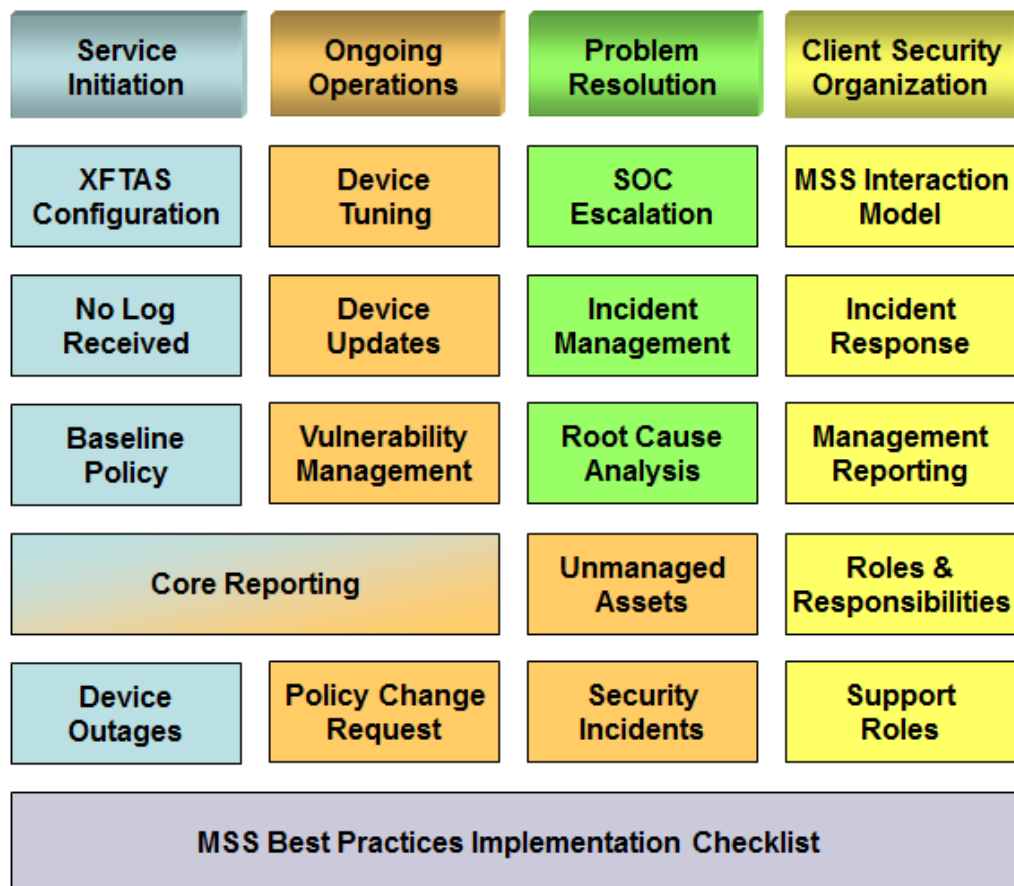 Service
Initiation
Ongoing
Operations
Problem
Resolution
Client Security
Organization
XFTAS
Configuration
Device
Tuning
SOC
Escalation
MSS Interaction
Model
No Log
Received
Device
Updates
Incident
Management
Incident
Response
Baseline
Policy
Vulnerability
Management
Root Cause
Analysis
Management
Reporting
Core Reporting
Unmanaged
Assets
Roles &
Responsibilities
Device
Outages
Policy Change
Request
Security
Incidents
Support
Roles
MSS Best Practices Implementation Checklist